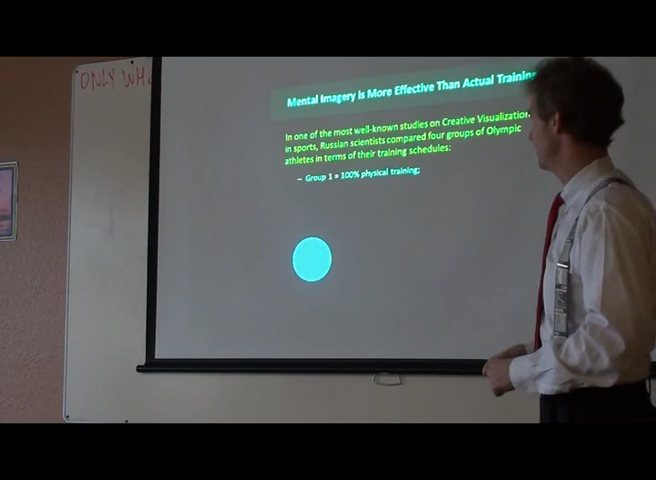 ONLY WH
Mental Imagery Is More Effective Than Actual Training
In one of the most well-known studies on Creative Visualization
in sports, Russian scientists compared four groups of Olympic
athletes in terms of their training schedules:
– Group 1 = 100% physical training;